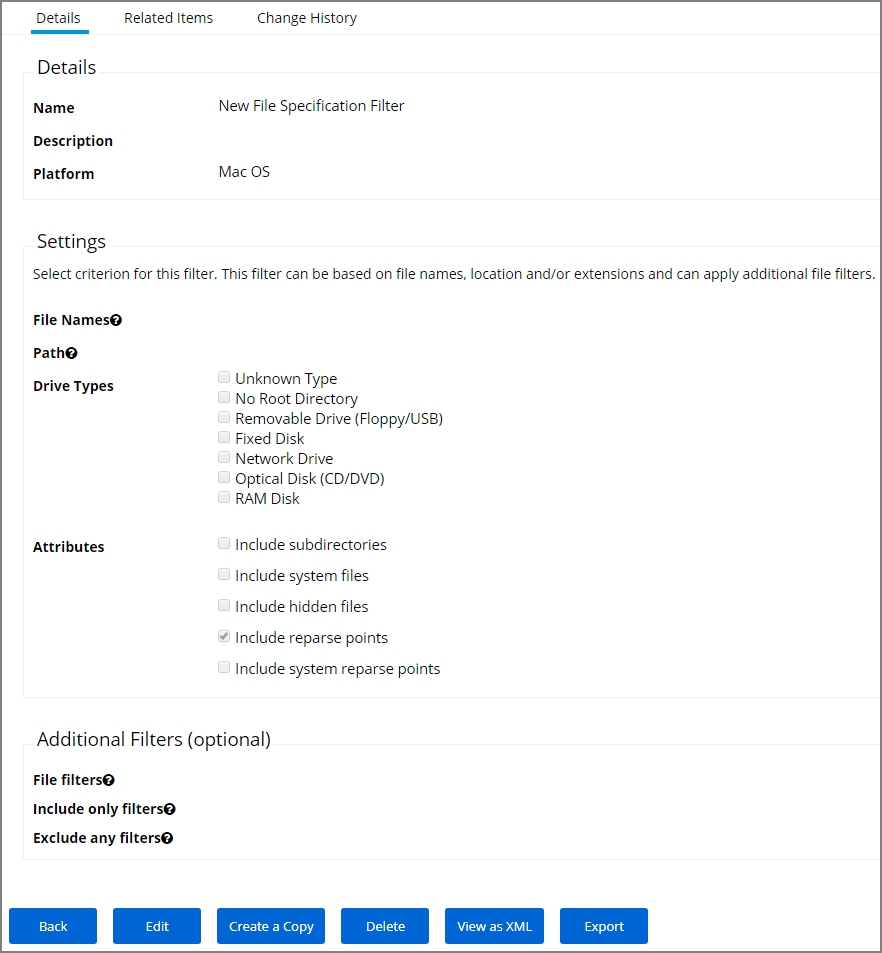 Details Related Items Change History
Details
Name New File Specification Filter
Description
Platform Mac OS
Settings
Select criterion for this filter. This filter can be based on file names, location and/or extensions and can apply additional file filters.
File Names
Path
Drive Types Unknown Type
No Root Directory
Removable Drive (Floppy/USB)
Fixed Disk
Network Drive
Optical Disk (CD/DVD)
RAM Disk
Attributes Include subdirectories
Include system files
Include hidden files
Include reparse points
Include system reparse points
Additional Filters (optional)
File filters
Include only filters
Exclude any filters
Back Edit Create a Copy Delete View as XML Export